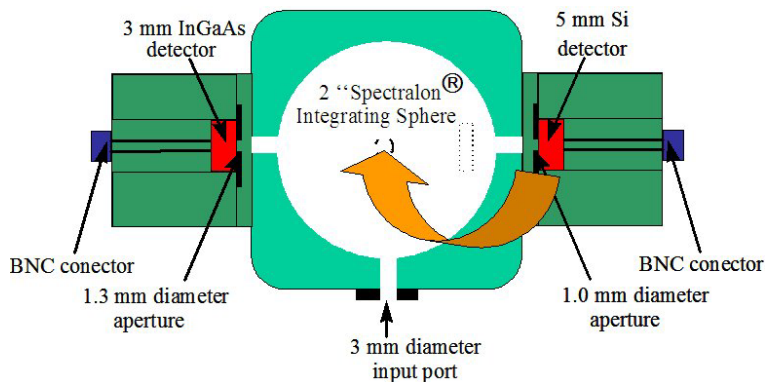 3 mm InGaAs
detector
5 mm Si
detector
2 ‘‘Spectralon®
Integrating Sphere
BNC conector
1.3 mm diameter
aperture
3 mm diameter
input port
1.0 mm diameter
aperture
BNC conector